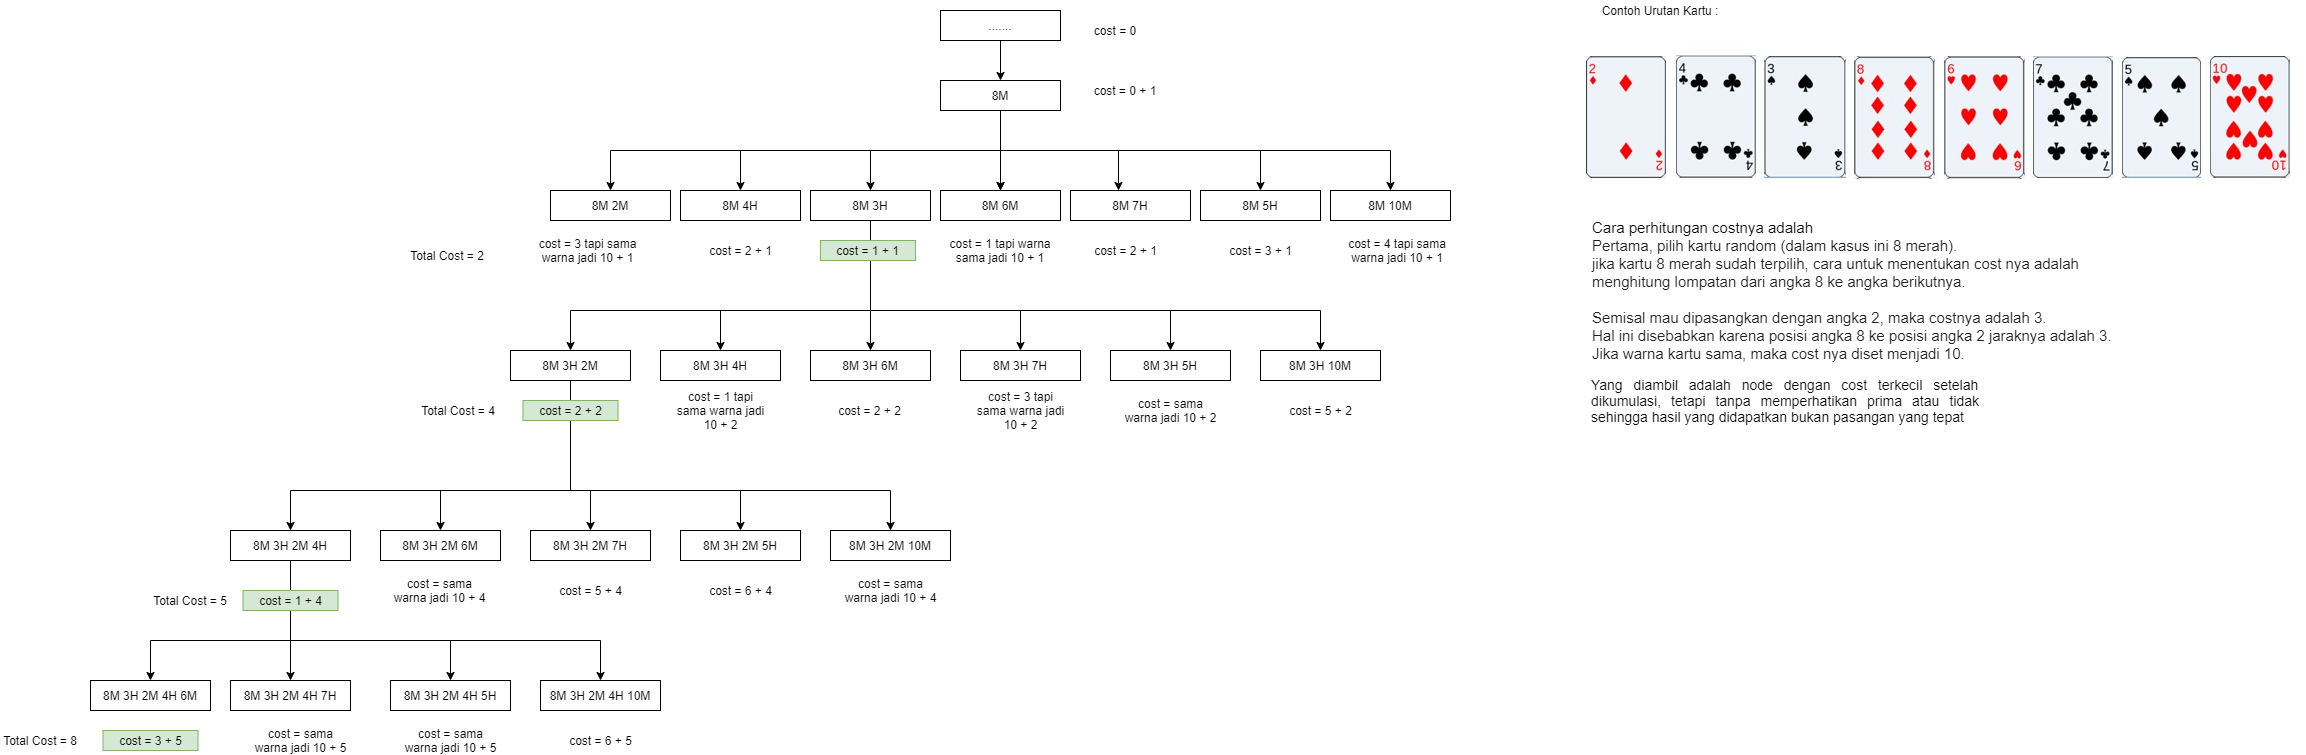 .......
cost = 0
8M
cost = 0 + 1
8M 2M
8M 4H
8M 3H
8M 6M
8M 7H
8M 5H
8M 10M
Total Cost = 2
cost = 3 tapi sama
warna jadi 10 + 1
cost = 2 + 1
cost = 1 + 1
cost = 1 tapi warna
sama jadi 10 + 1
cost = 2 + 1
cost = 3 + 1
cost = 4 tapi sama
warna jadi 10 + 1
8M 3H 2M
8M 3H 4H
8M 3H 6M
8M 3H 7H
8M 3H 5H
8M 3H 10M
Total Cost = 4
cost = 2 + 2
cost = 1 tapi
sama warna jadi
10 + 2
cost = 2 + 2
cost = 3 tapi
sama warna jadi
10 + 2
cost = sama
warna jadi 10 + 2
cost = 5 + 2
8M 3H 2M 4H
8M 3H 2M 6M
8M 3H 2M 7H
8M 3H 2M 5H
8M 3H 2M 10M
Total Cost = 5
cost = 1 + 4
cost = sama
warna jadi 10 + 4
cost = 5 + 4
cost = 6 + 4
cost = sama
warna jadi 10 + 4
8M 3H 2M 4H 6M
8M 3H 2M 4H 7H
8M 3H 2M 4H 5H
8M 3H 2M 4H 10M
Total Cost = 8
cost = 3 + 5
cost = sama
warna jadi 10 + 5
cost = sama
warna jadi 10 + 5
cost = 6 + 5
Contoh Urutan Kartu :
2 4 3 8 6 7 5 10
2 4 3 8 6 7 5 10
Cara perhitungan costnya adalah
Pertama, pilih kartu random (dalam kasus ini 8 merah).
jika kartu 8 merah sudah terpilih, cara untuk menentukan cost nya adalah
menghitung lompatan dari angka 8 ke angka berikutnya.
Semisal mau dipasangkan dengan angka 2, maka costnya adalah 3.
Hal ini disebabkan karena posisi angka 8 ke posisi angka 2 jaraknya adalah 3.
Jika warna kartu sama, maka cost nya diset menjadi 10.
Yang diambil adalah node dengan cost terkecil setelah
dikumulasi, tetapi tanpa memperhatikan prima atau tidak
sehingga hasil yang didapatkan bukan pasangan yang tepat